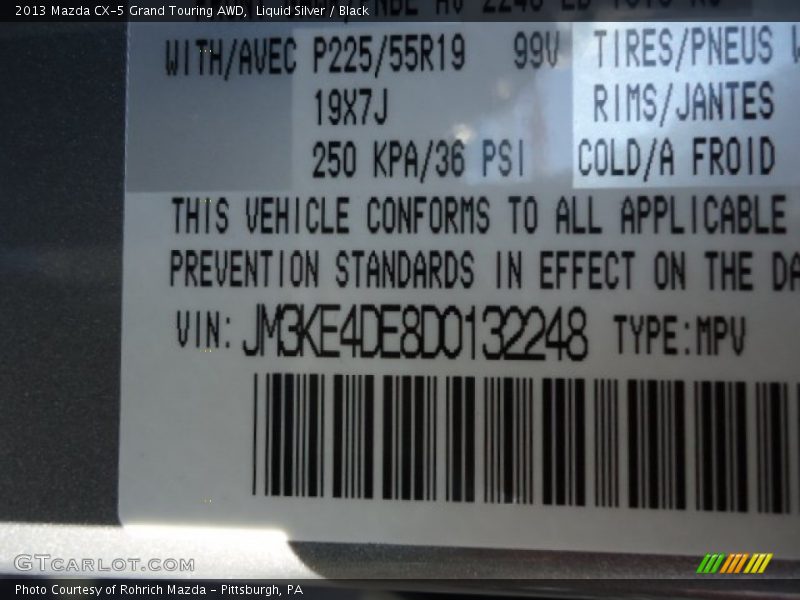 2013 Mazda CX-5 Grand Touring AWD, Liquid Silver / Black
WITH/AVEC P225/55R19 99V TIRES/PNEUS
19X7J RIMS/JANTES
250 KPA/36 PSI COLD/A FROID
THIS VEHICLE CONFORMS TO ALL APPLICABLE
PREVENTION STANDARDS IN EFFECT ON THE DA
VIN: JM3KE4DE8D0132248 TYPE:MPV
GTCARLOT.COM
Photo Courtesy of Rohrich Mazda - Pittsburgh, PA